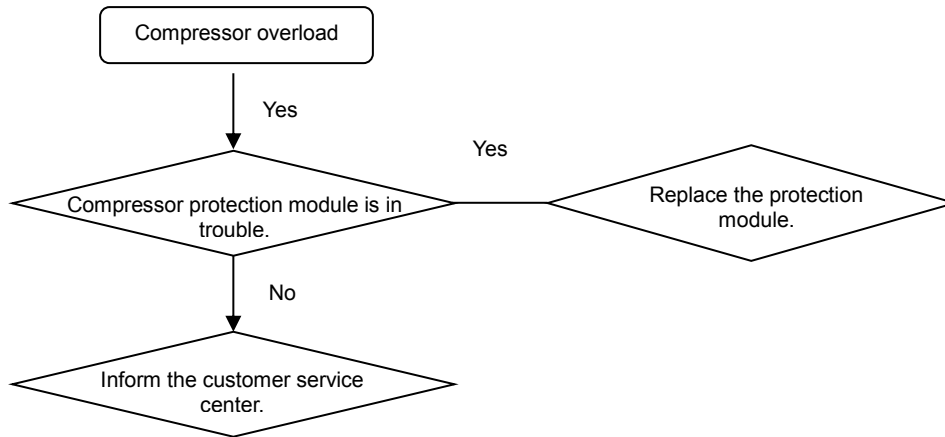 Compressor overload
Yes
Yes
Compressor protection module is in
trouble.
Replace the protection
module.
No
Inform the customer service
center.